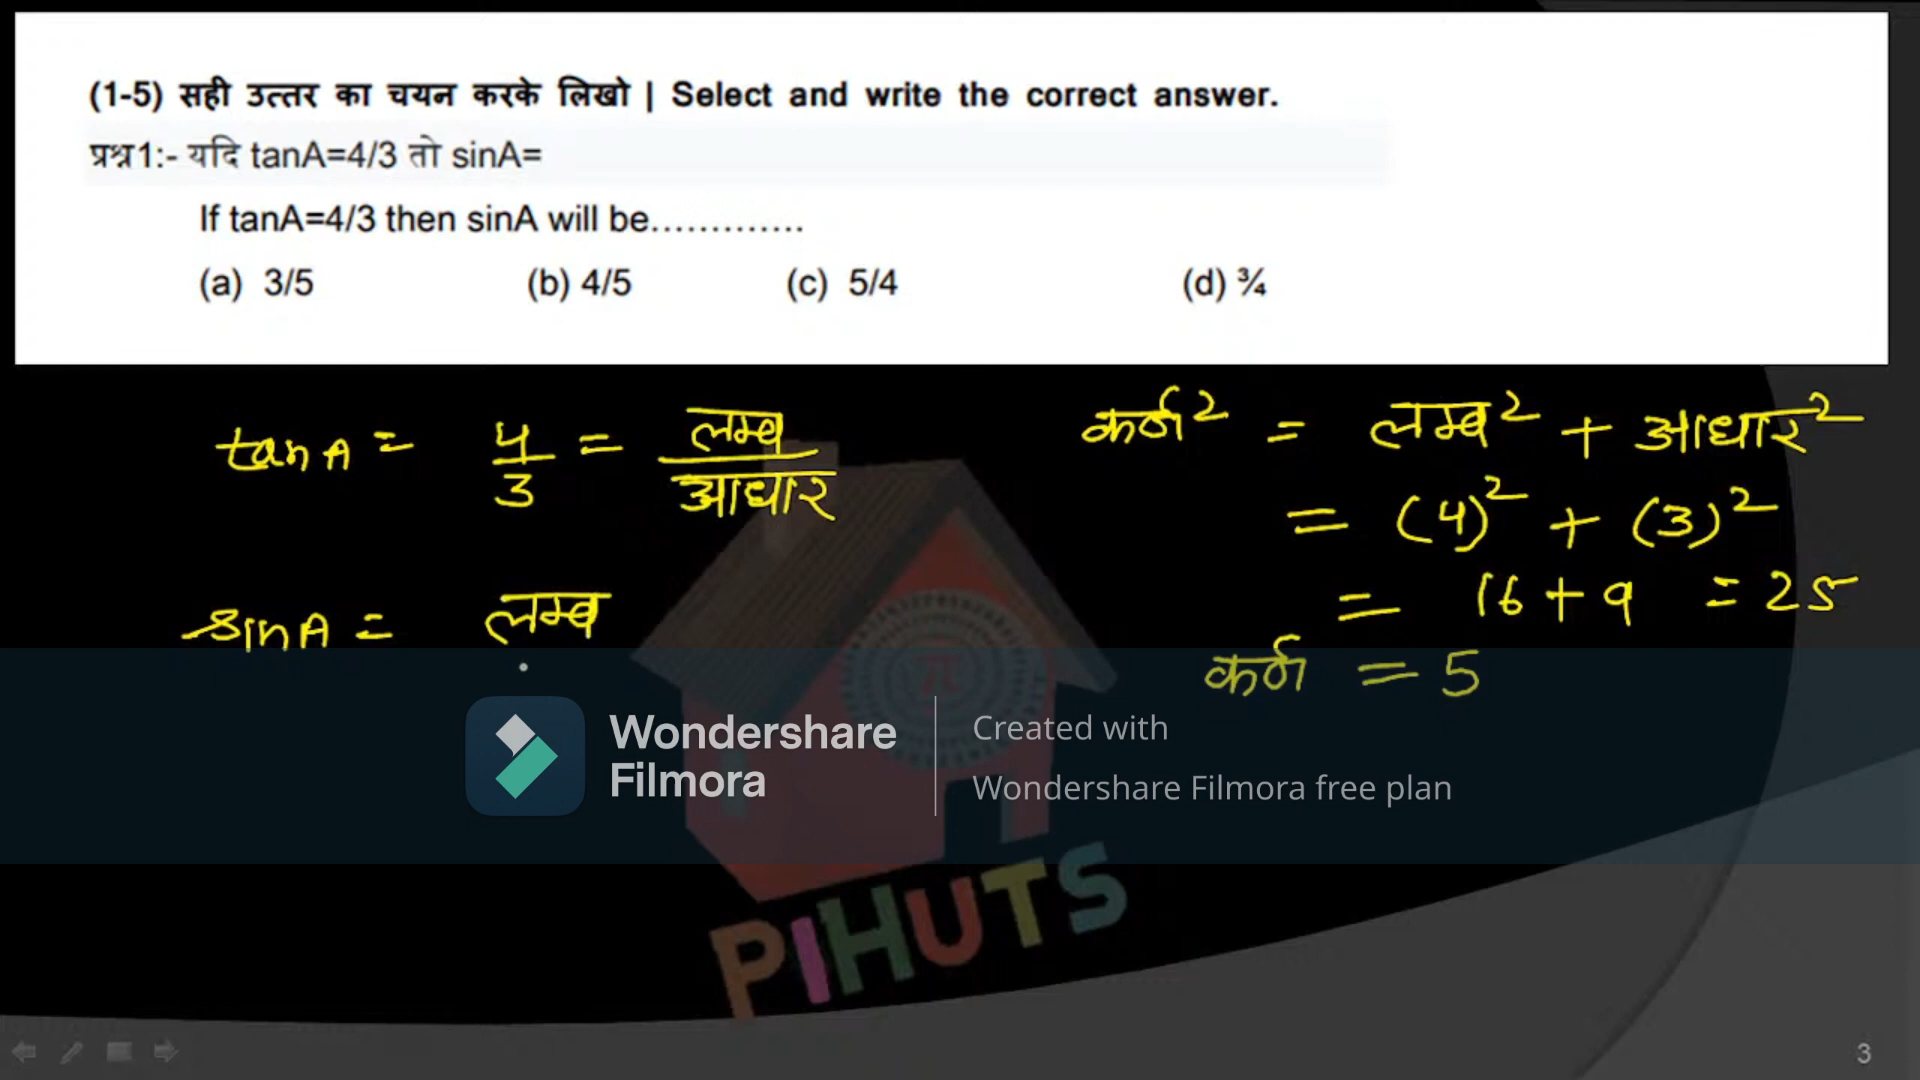 (1-5) सही उत्तर का चयन करके लिखो | Select and write the correct answer.
प्रश्न1:- यदि tanA=4/3 तो sinA=
If tanA=4/3 then sinA will be.............
(a) 3/5 (b) 4/5 (c) 5/4 (d) ¾
tan A = 4/3 = लम्ब/आधार
sin A = लम्ब
कर्ण² = लम्ब² + आधार²
= (4)² + (3)²
= 16 + 9 = 25
कर्ण = 5
Wondershare
Filmora
Created with
Wondershare Filmora free plan
π
PIHUTS
3